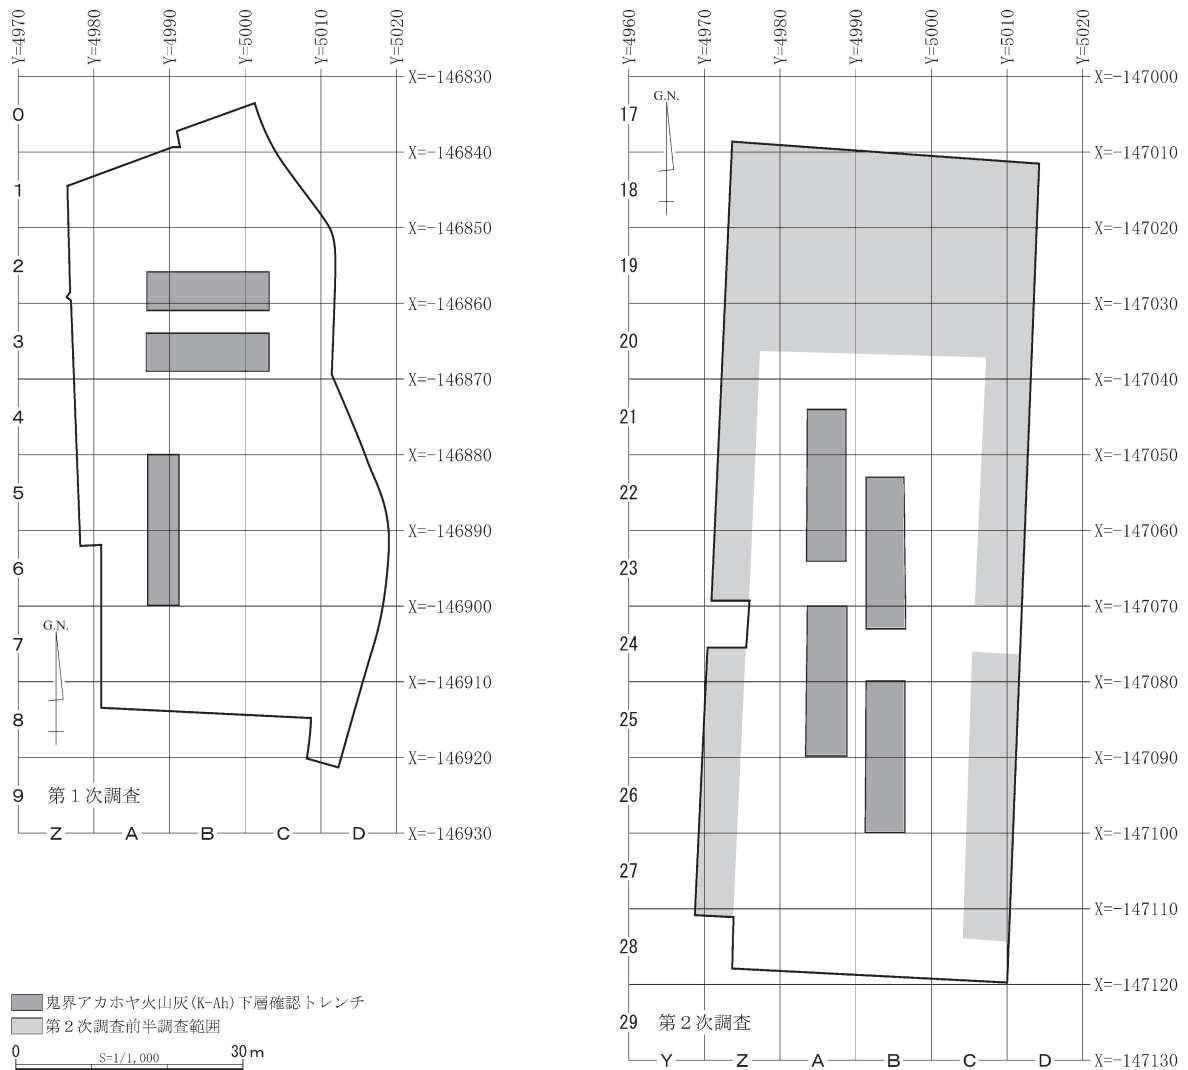 Y=4970
Y=4980
Y=4990
Y=5000
Y=5010
Y=5020
X=-146830
X=-146840
X=-146850
X=-146860
X=-146870
X=-146880
X=-146890
X=-146900
X=-146910
X=-146920
X=-146930
0
1
2
3
4
5
6
7
8
9
G.N.
第1次調査
Z A B C D
Y=4960
Y=4970
Y=4980
Y=4990
Y=5000
Y=5010
Y=5020
X=-147000
X=-147010
X=-147020
X=-147030
X=-147040
X=-147050
X=-147060
X=-147070
X=-147080
X=-147090
X=-147100
X=-147110
X=-147120
X=-147130
17
18
19
20
21
22
23
24
25
26
27
28
29
G.N.
第2次調査
Y Z A B C D
鬼界アカホヤ火山灰(K-Ah)下層確認トレンチ
第2次調査前半調査範囲
0 S=1/1,000 30m